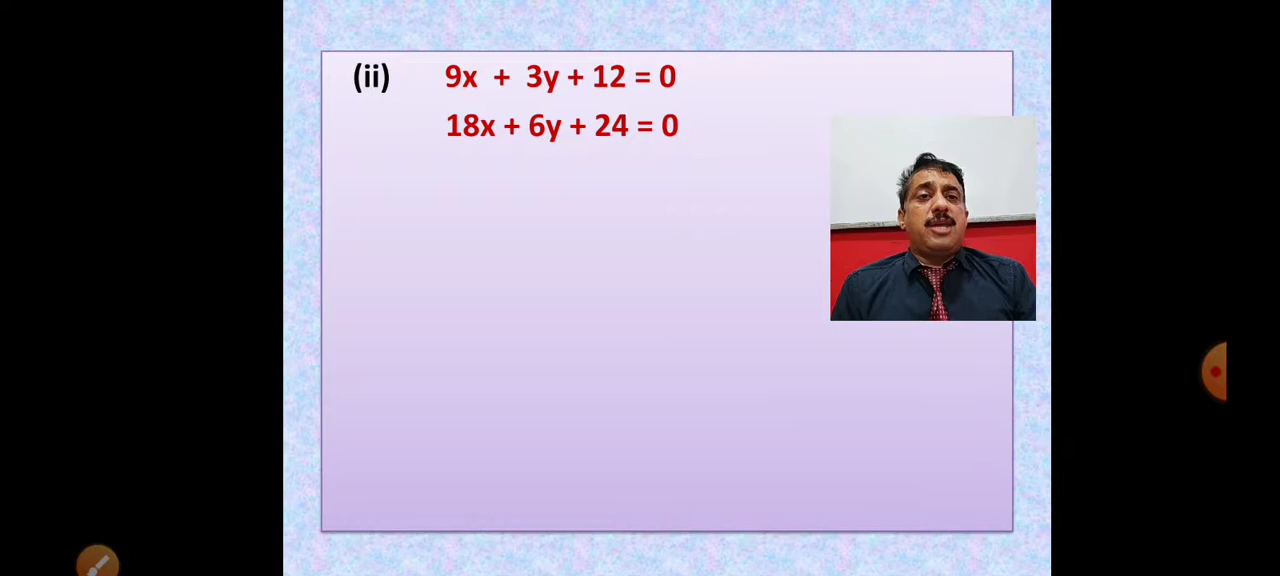 (ii) 9x + 3y + 12 = 0
18x + 6y + 24 = 0